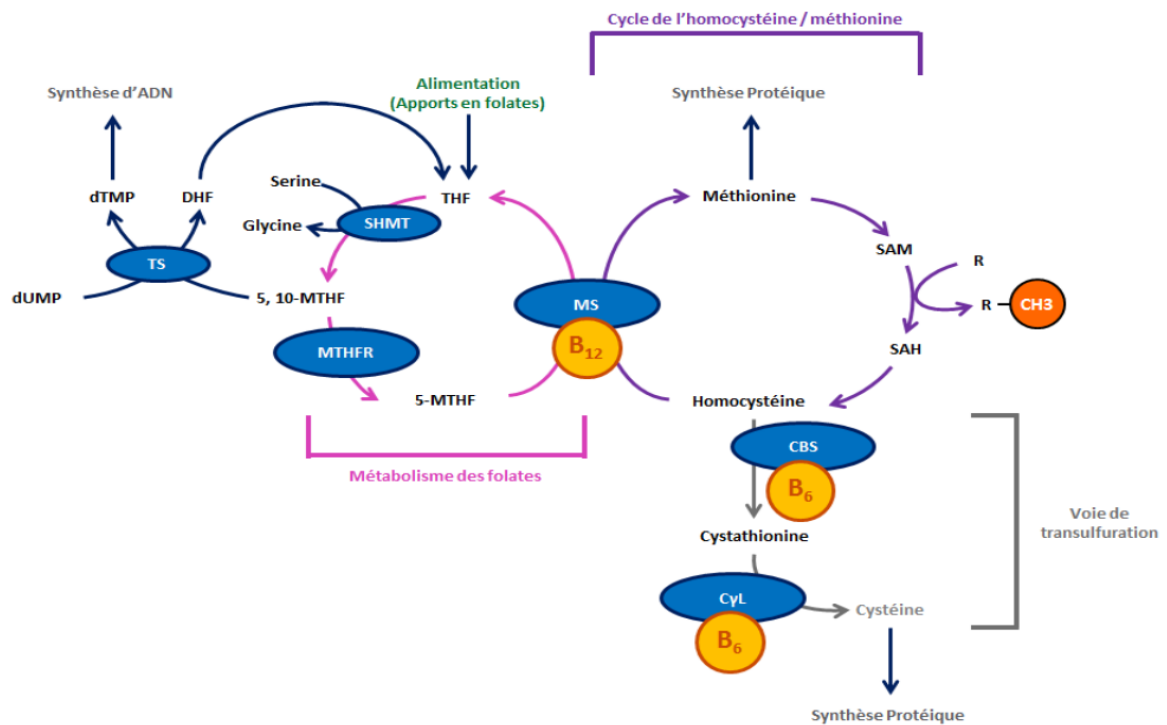 Cycle de l’homocystéine / méthionine
Synthèse d’ADN
Alimentation
(Apports en folates)
Synthèse Protéique
dTMP
DHF
Serine
THF
Méthionine
Glycine
SHMT
SAM
TS
R
dUMP
5, 10-MTHF
MS
R
CH3
B12
MTHFR
SAH
5-MTHF
Homocystéine
CBS
Métabolisme des folates
B6
Voie de
transulfuration
Cystathionine
CyL
Cystéine
B6
Synthèse Protéique